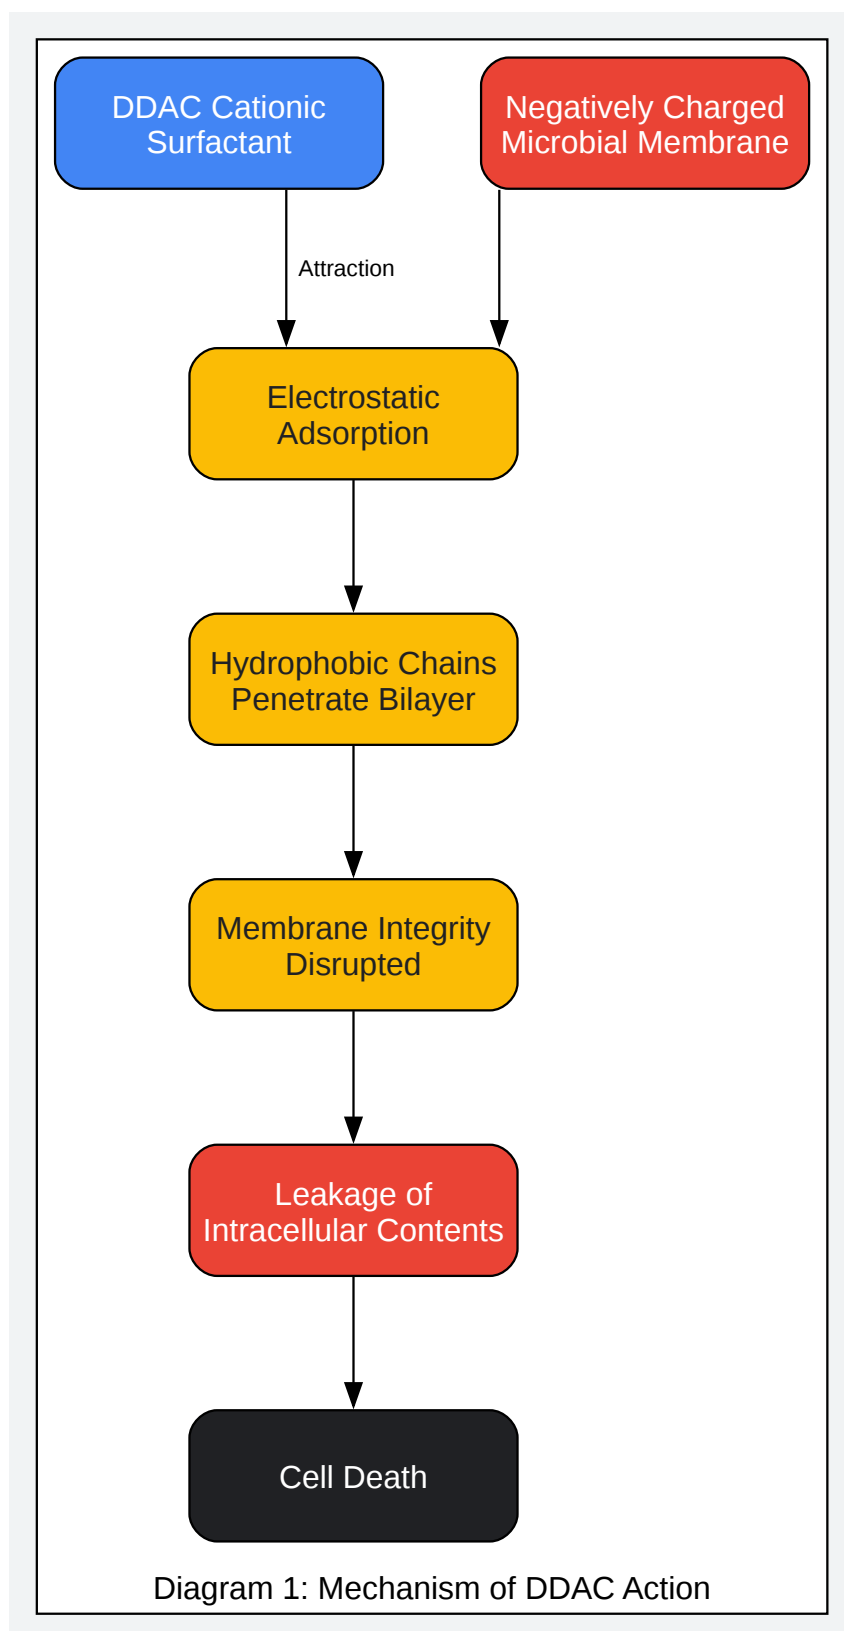 DDAC Cationic
Surfactant
Negatively Charged
Microbial Membrane
Attraction
Electrostatic
Adsorption
Hydrophobic Chains
Penetrate Bilayer
Membrane Integrity
Disrupted
Leakage of
Intracellular Contents
Cell Death
Diagram 1: Mechanism of DDAC Action